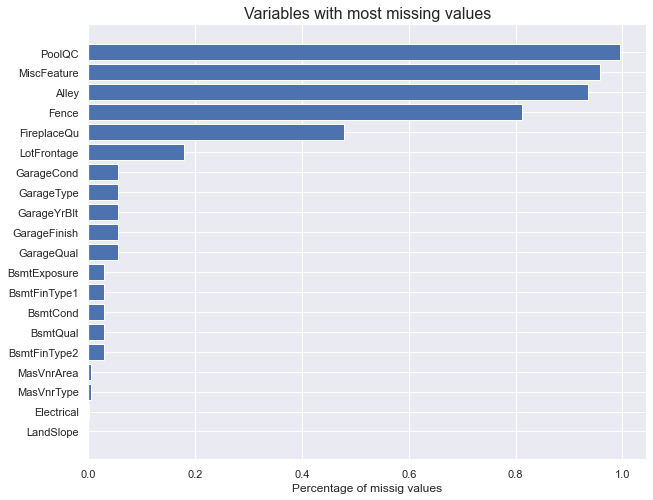 Variables with most missing values
PoolQC
MiscFeature
Alley
Fence
FireplaceQu
LotFrontage
GarageCond
GarageType
GarageYrBlt
GarageFinish
GarageQual
BsmtExposure
BsmtFinType1
BsmtCond
BsmtQual
BsmtFinType2
MasVnrArea
MasVnrType
Electrical
LandSlope
0.0 0.2 0.4 0.6 0.8 1.0
Percentage of missig values